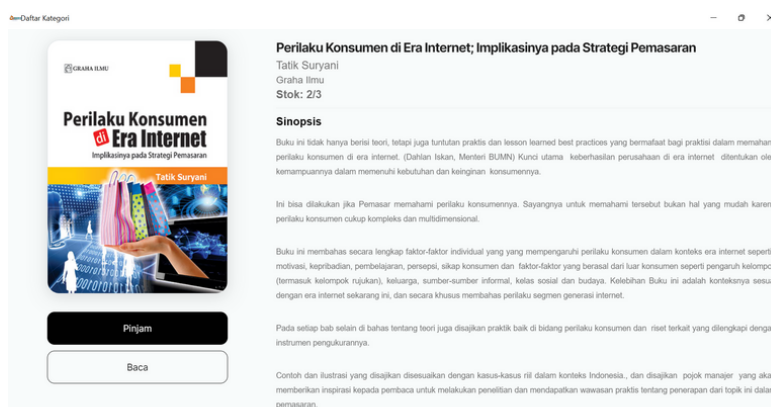 Daftar Kategori
GRAHA ILMU
Perilaku Konsumen
di Era Internet
Implikasinya pada Strategi Pemasaran
Tatik Suryani
Pinjam
Baca
Perilaku Konsumen di Era Internet; Implikasinya pada Strategi Pemasaran
Tatik Suryani
Graha Ilmu
Stok: 2/3
Sinopsis
Buku ini tidak hanya berisi teori, tetapi juga tuntutan praktis dan lesson learned best practices yang bermafaat bagi praktisi dalam memahan
perilaku konsumen di era internet. (Dahlan Iskan, Menteri BUMN) Kunci utama keberhasilan perusahaan di era internet ditentukan ole
kemampuannya dalam memenuhi kebutuhan dan keinginan konsumennya.
Ini bisa dilakukan jika Pemasar memahami perilaku konsumennya. Sayangnya untuk memahami tersebut bukan hal yang mudah karen
perilaku konsumen cukup kompleks dan multidimensional.
Buku ini membahas secara lengkap faktor-faktor individual yang yang mempengaruhi perilaku konsumen dalam konteks era internet seperti
motivasi, kepribadian, pembelajaran, persepsi, sikap konsumen dan faktor-faktor yang berasal dari luar konsumen seperti pengaruh kelompo
(termasuk kelompok rujukan), keluarga, sumber-sumber informal, kelas sosial dan budaya. Kelebihan Buku ini adalah konteksnya sesua
dengan era internet sekarang ini, dan secara khusus membahas perilaku segmen generasi internet.
Pada setiap bab selain di bahas tentang teori juga disajikan praktik baik di bidang perilaku konsumen dan riset terkait yang dilengkapi denga
instrumen pengukurannya.
Contoh dan ilustrasi yang disajikan disesuaikan dengan kasus-kasus riil dalam konteks Indonesia., dan disajikan pojok manajer yang aka
memberikan inspirasi kepada pembaca untuk melakukan penelitian dan mendapatkan wawasan praktis tentang penerapan dari topik ini dalan
pemasaran.